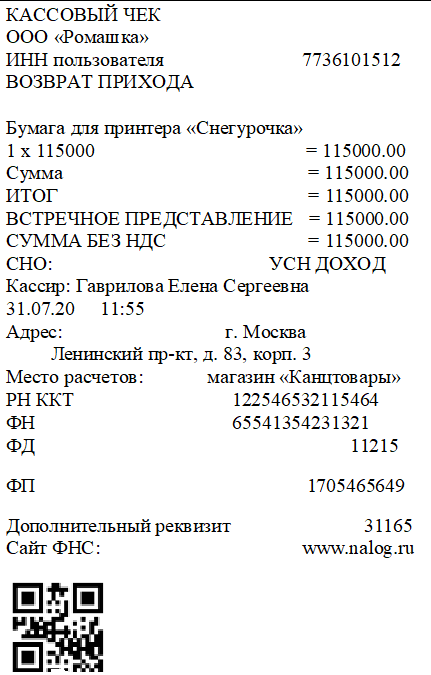 КАССОВЫЙ ЧЕК
ООО «Ромашка»
ИНН пользователя 7736101512
ВОЗВРАТ ПРИХОДА
Бумага для принтера «Снегурочка»
1 х 115000 = 115000.00
Сумма = 115000.00
ИТОГ = 115000.00
ВСТРЕЧНОЕ ПРЕДСТАВЛЕНИЕ = 115000.00
СУММА БЕЗ НДС = 115000.00
СНО: УСН ДОХОД
Кассир: Гаврилова Елена Сергеевна
31.07.20 11:55
Адрес: г. Москва
Ленинский пр-кт, д. 83, корп. 3
Место расчетов: магазин «Канцтовары»
РН ККТ 122546532115464
ФН 65541354231321
ФД 11215
ФП 1705465649
Дополнительный реквизит 31165
Сайт ФНС: www.nalog.ru